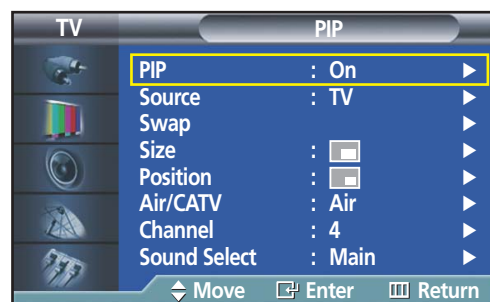 TV PIP
PIP : On
Source : TV
Swap
Size :
Position :
Air/CATV : Air
Channel : 4
Sound Select : Main
Move Enter Return